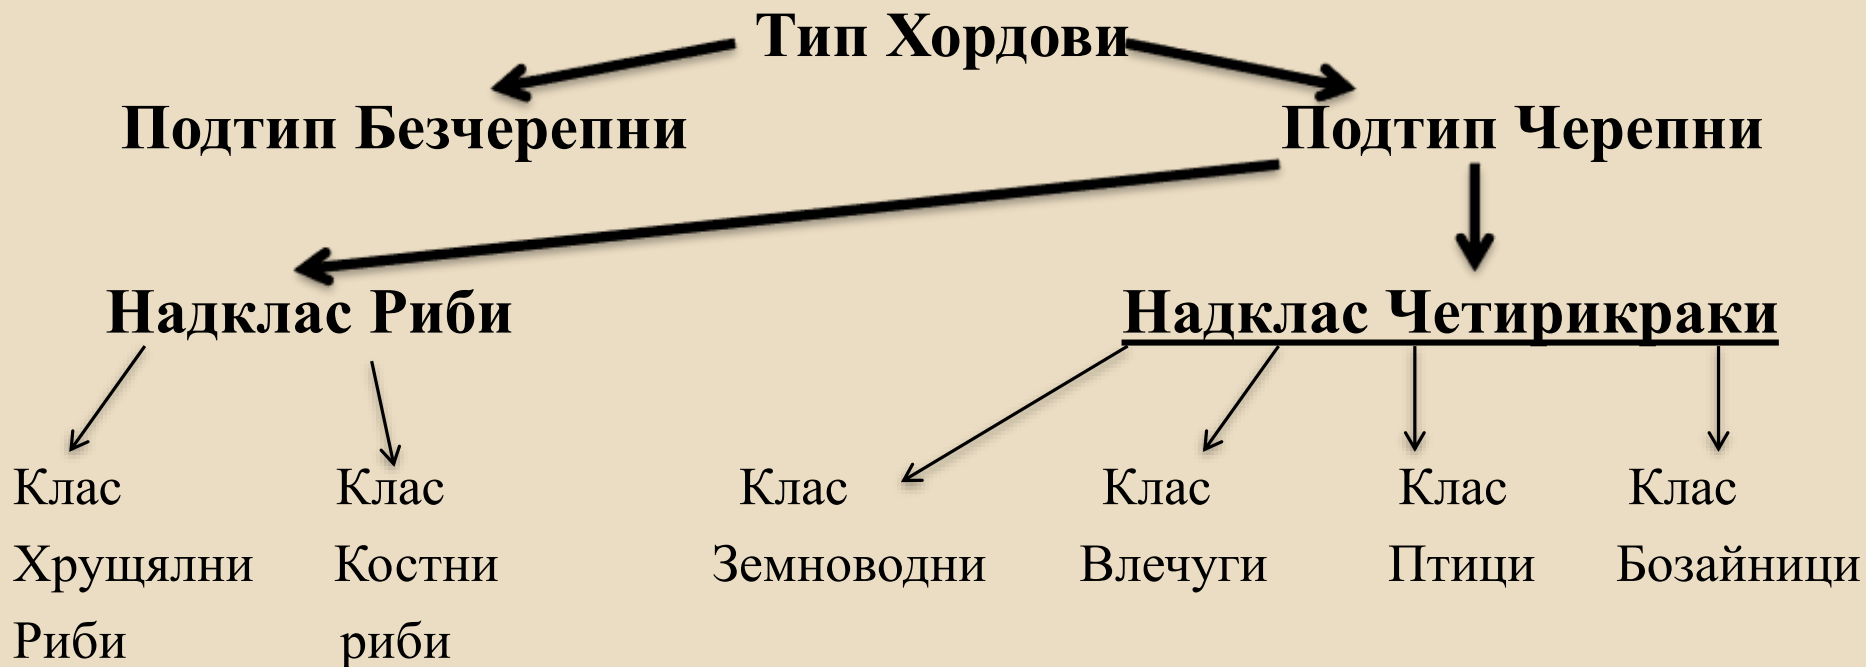 Тип Хордови
Подтип Безчерепни Подтип Черепни
Надклас Риби Надклас Четирикраки
Клас Клас Клас Клас Клас Клас
Хрущялни Костни Земноводни Влечуги Птици Бозайници
Риби риби